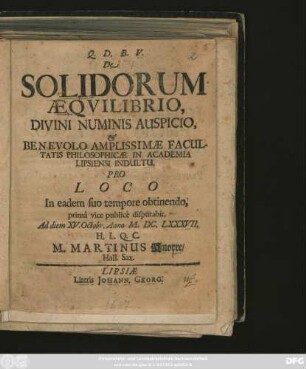 Q. D. B. V.
De
SOLIDORUM
ÆQVILIBRIO,
DIVINI NUMINIS AUSPICIO,
&
BENEVOLO AMPLISSIMÆ FACUL-
TATIS PHILOSOPHICÆ IN ACADEMIA
LIPSIENSI INDULTU,
PRO
LOCO
In eadem suo tempore obtinendo,
primâ vice publicè disputabit,
Ad diem XV. Octobr. Anno M. DC. LXXXVII.
H. L. Q. C.
M. MARTINUS Knorre/
Hall. Sax.
LIPSIÆ
Literis JOHANN. GEORG.